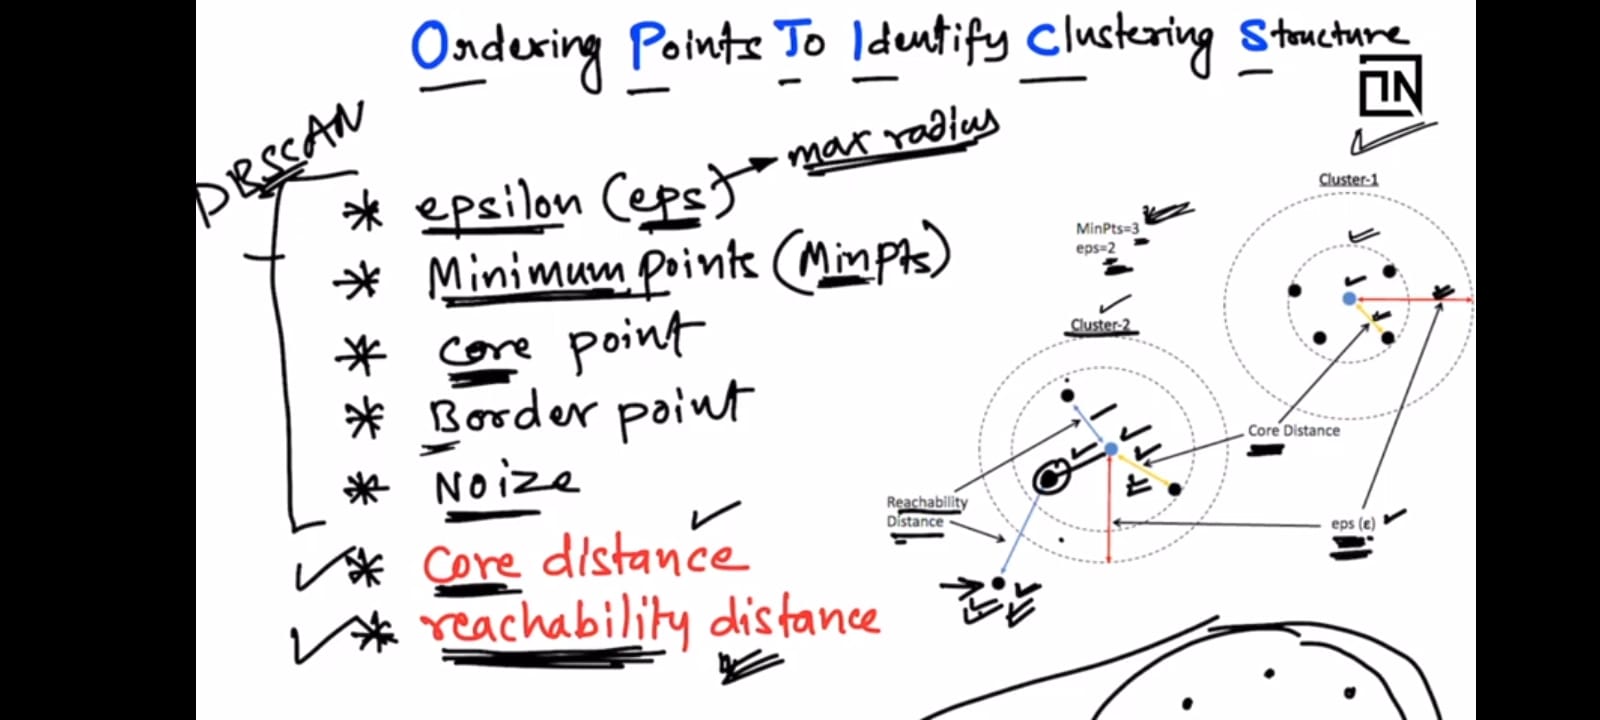 Ordering Points To Identify Clustering Structure
DBSCAN
* epsilon (eps) → max radius
* Minimum points (MinPts)
* Core point
* Border point
* Noize
* Core distance
* reachability distance
Cluster-1
MinPts=3
eps=2
Cluster-2
Core Distance
Reachability
Distance
eps (ε)